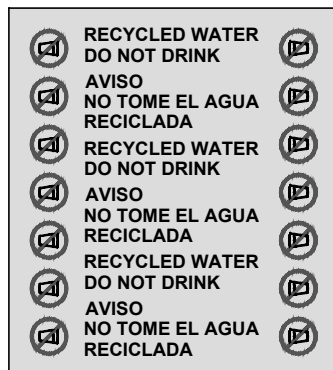 RECYCLED WATER
DO NOT DRINK
AVISO
NO TOME EL AGUA
RECICLADA
RECYCLED WATER
DO NOT DRINK
AVISO
NO TOME EL AGUA
RECICLADA
RECYCLED WATER
DO NOT DRINK
AVISO
NO TOME EL AGUA
RECICLADA